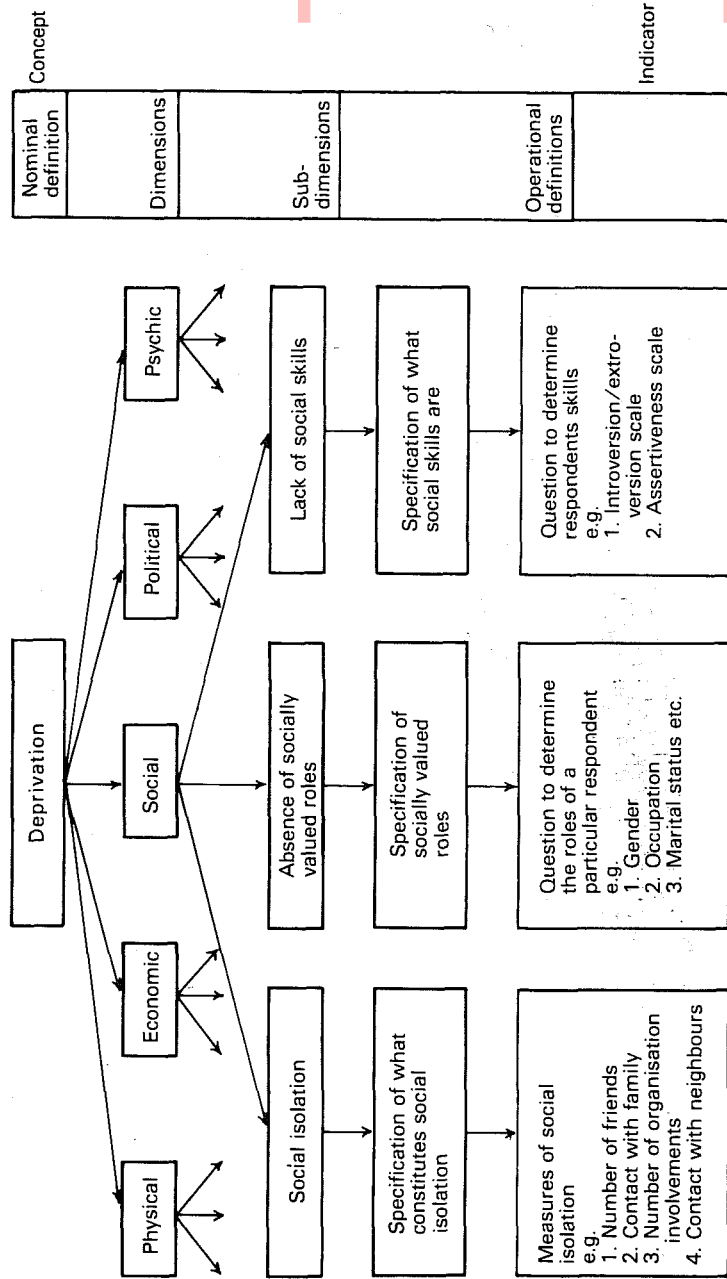 Deprivation
Physical
Economic
Social
Political
Psychic
Social isolation
Absence of socially
valued roles
Lack of social skills
Specification of what
constitutes social
isolation
Specification of
socially valued
roles
Specification of what
social skills are
Measures of social
isolation
e.g.
1. Number of friends
2. Contact with family
3. Number of organisation
involvements
4. Contact with neighbours
Question to determine
the roles of a
particular respondent
e.g.
1. Gender
2. Occupation
3. Marital status etc.
Question to determine
respondents skills
e.g.
1. Introversion/extro-
version scale
2. Assertiveness scale
Nominal
definition
Dimensions
Sub-
dimensions
Operational
definitions
Concept
Indicator